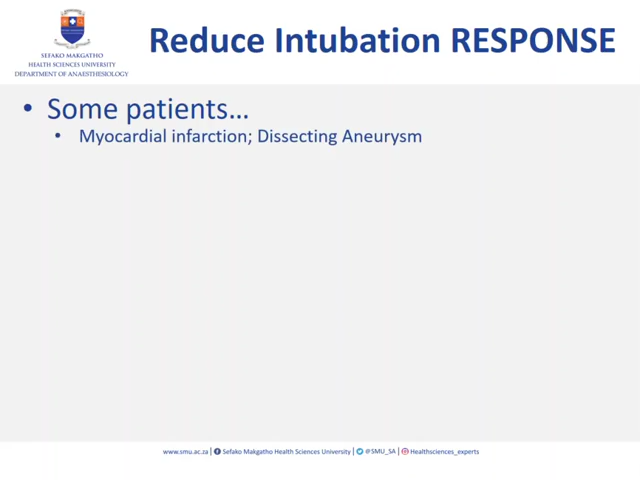 SEFAKO MAKGATHO
HEALTH SCIENCES UNIVERSITY
DEPARTMENT OF ANAESTHESIOLOGY
Reduce Intubation RESPONSE
• Some patients…
• Myocardial infarction; Dissecting Aneurysm
www.smu.ac.za | Sefako Makgatho Health Sciences University | @SMU_SA | Healthsciences_experts